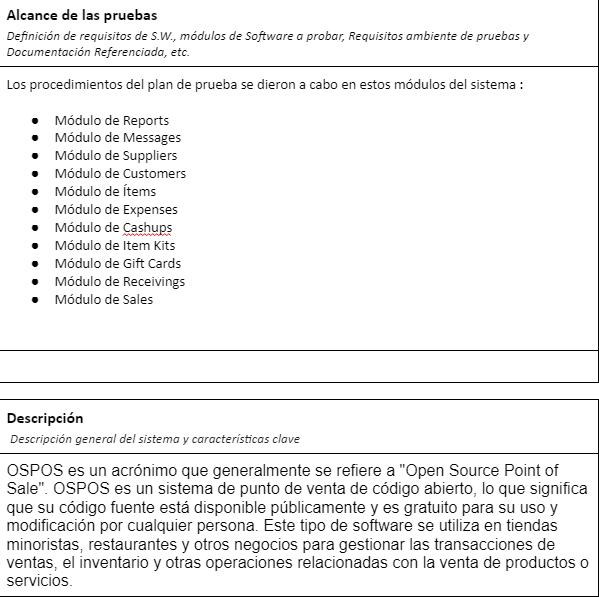 Alcance de las pruebas
Definición de requisitos de S.W., módulos de Software a probar, Requisitos ambiente de pruebas y
Documentación Referenciada, etc.
Los procedimientos del plan de prueba se dieron a cabo en estos módulos del sistema :
● Módulo de Reports
● Módulo de Messages
● Módulo de Suppliers
● Módulo de Customers
● Módulo de Ítems
● Módulo de Expenses
● Módulo de Cashups
● Módulo de Item Kits
● Módulo de Gift Cards
● Módulo de Receivings
● Módulo de Sales
Descripción
Descripción general del sistema y características clave
OSPOS es un acrónimo que generalmente se refiere a "Open Source Point of
Sale". OSPOS es un sistema de punto de venta de código abierto, lo que significa
que su código fuente está disponible públicamente y es gratuito para su uso y
modificación por cualquier persona. Este tipo de software se utiliza en tiendas
minoristas, restaurantes y otros negocios para gestionar las transacciones de
ventas, el inventario y otras operaciones relacionadas con la venta de productos o
servicios.